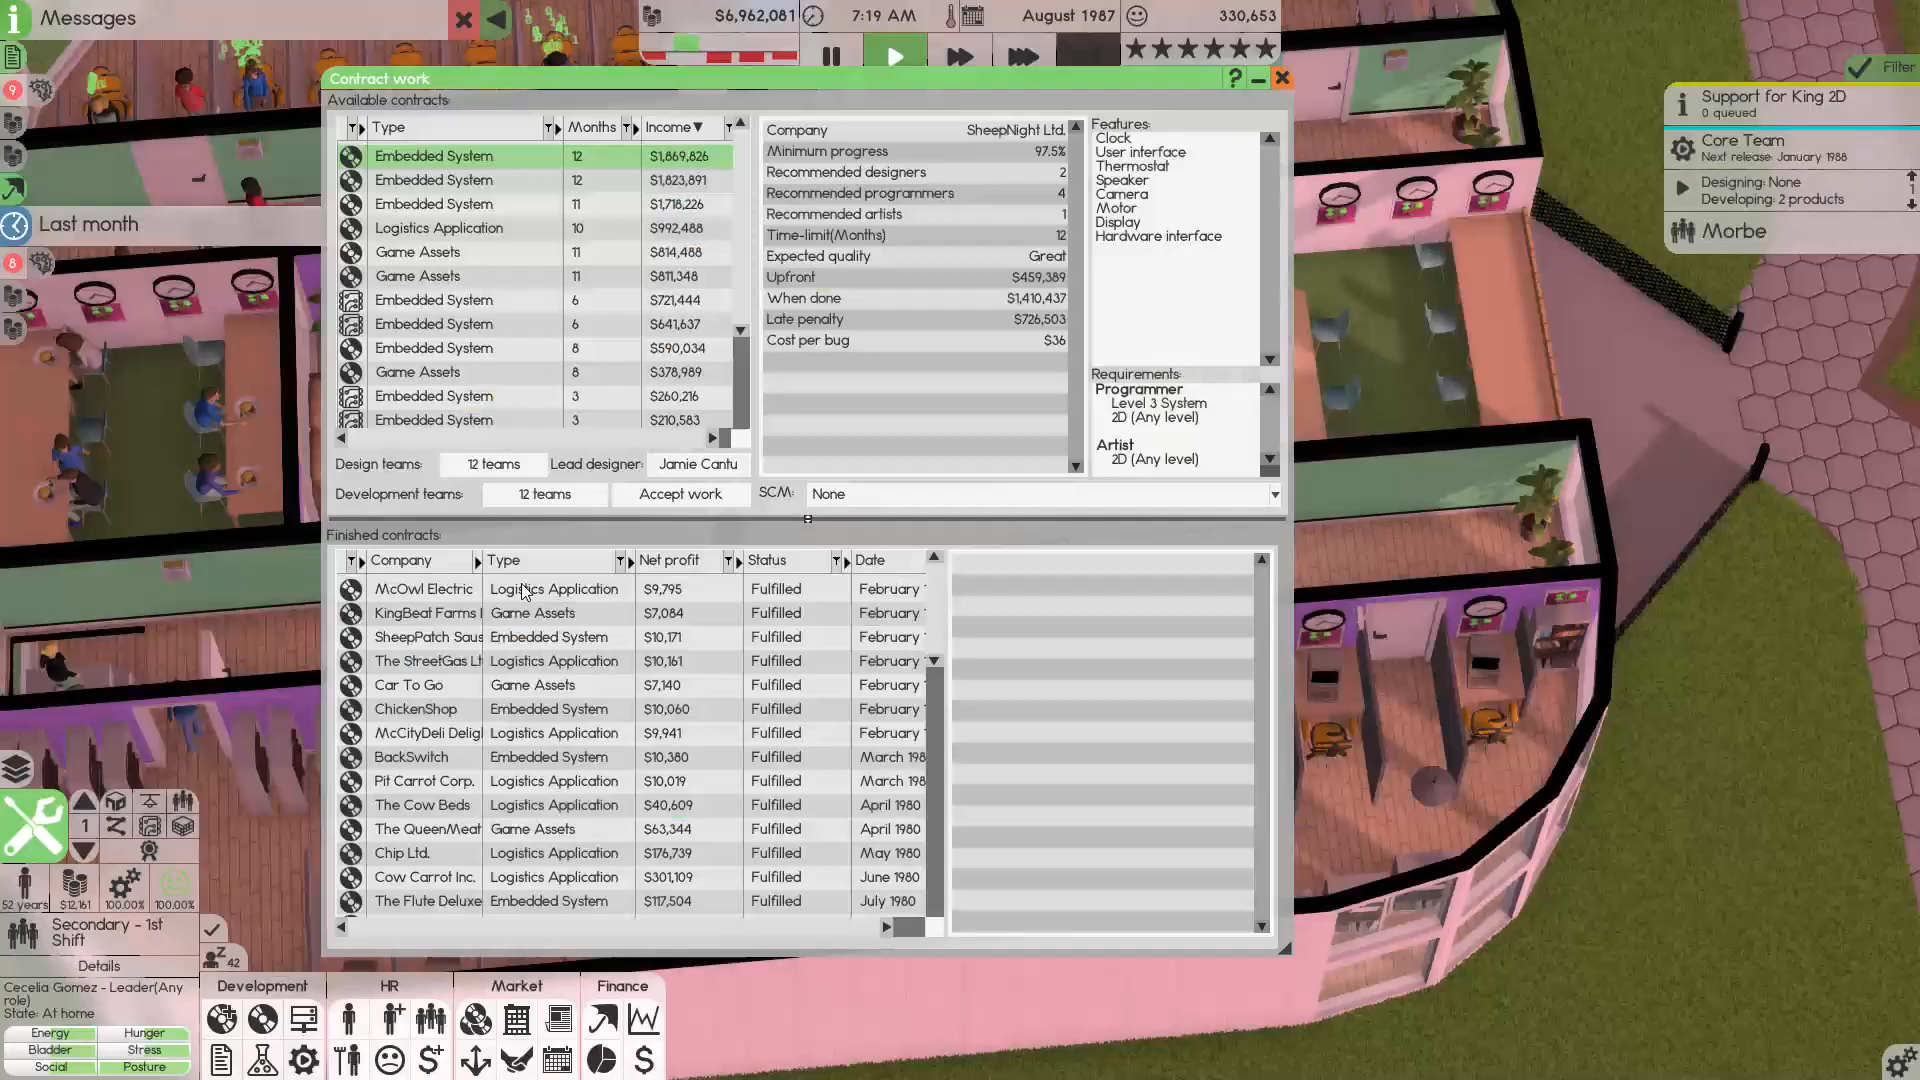 Messages
$6,962,081
7:19 AM
August 1987
330,653
9
Last month
8
Filter
Support for King 2D
0 queued
Core Team
Next release: January 1988
Designing: None
Developing: 2 products
1
Morbe
Contract work
?
Available contracts:
Type Months Income
Embedded System 12 $1,869,826
Embedded System 12 $1,823,891
Embedded System 11 $1,718,226
Logistics Application 10 $992,488
Game Assets 11 $814,488
Game Assets 11 $811,348
Embedded System 6 $721,444
Embedded System 6 $641,637
Embedded System 8 $590,034
Game Assets 8 $378,989
Embedded System 3 $260,216
Embedded System 3 $210,583
Company SheepNight Ltd.
Minimum progress 97.5%
Recommended designers 2
Recommended programmers 4
Recommended artists 1
Time-limit(Months) 12
Expected quality Great
Upfront $459,389
When done $1,410,437
Late penalty $726,503
Cost per bug $36
Features:
Clock
User interface
Thermostat
Speaker
Camera
Motor
Display
Hardware interface
Requirements:
Programmer
Level 3 System
2D (Any level)
Artist
2D (Any level)
Design teams: 12 teams Lead designer: Jamie Cantu
Development teams: 12 teams Accept work SCM: None
Finished contracts:
Company Type Net profit Status Date
McOwl Electric Logistics Application $9,795 Fulfilled February
KingBeat Farms Game Assets $7,084 Fulfilled February
SheepPatch Saus Embedded System $10,171 Fulfilled February
The StreetGas Lt Logistics Application $10,161 Fulfilled February
Car To Go Game Assets $7,140 Fulfilled February
ChickenShop Embedded System $10,060 Fulfilled February
McCityDeli Delig Logistics Application $9,941 Fulfilled February
BackSwitch Embedded System $10,380 Fulfilled March 198
Pit Carrot Corp. Logistics Application $10,019 Fulfilled March 198
The Cow Beds Logistics Application $40,609 Fulfilled April 1980
The QueenMeat Game Assets $63,344 Fulfilled April 1980
Chip Ltd. Logistics Application $176,739 Fulfilled May 1980
Cow Carrot Inc. Logistics Application $301,109 Fulfilled June 1980
The Flute Deluxe Embedded System $117,504 Fulfilled July 1980
1
52 years $12,161 100.00% 100.00%
Secondary - 1st
Shift
Z 42
Details
Cecelia Gomez - Leader(Any
role)
State: At home
Energy Hunger
Bladder Stress
Social Posture
Development HR Market Finance